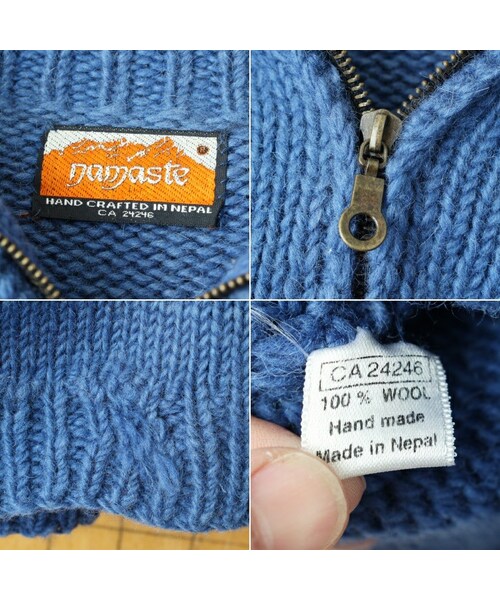 namaste
HAND CRAFTED IN NEPAL
CA 24246
CA 24246
100 % WOOL
Hand made
Made in Nepal